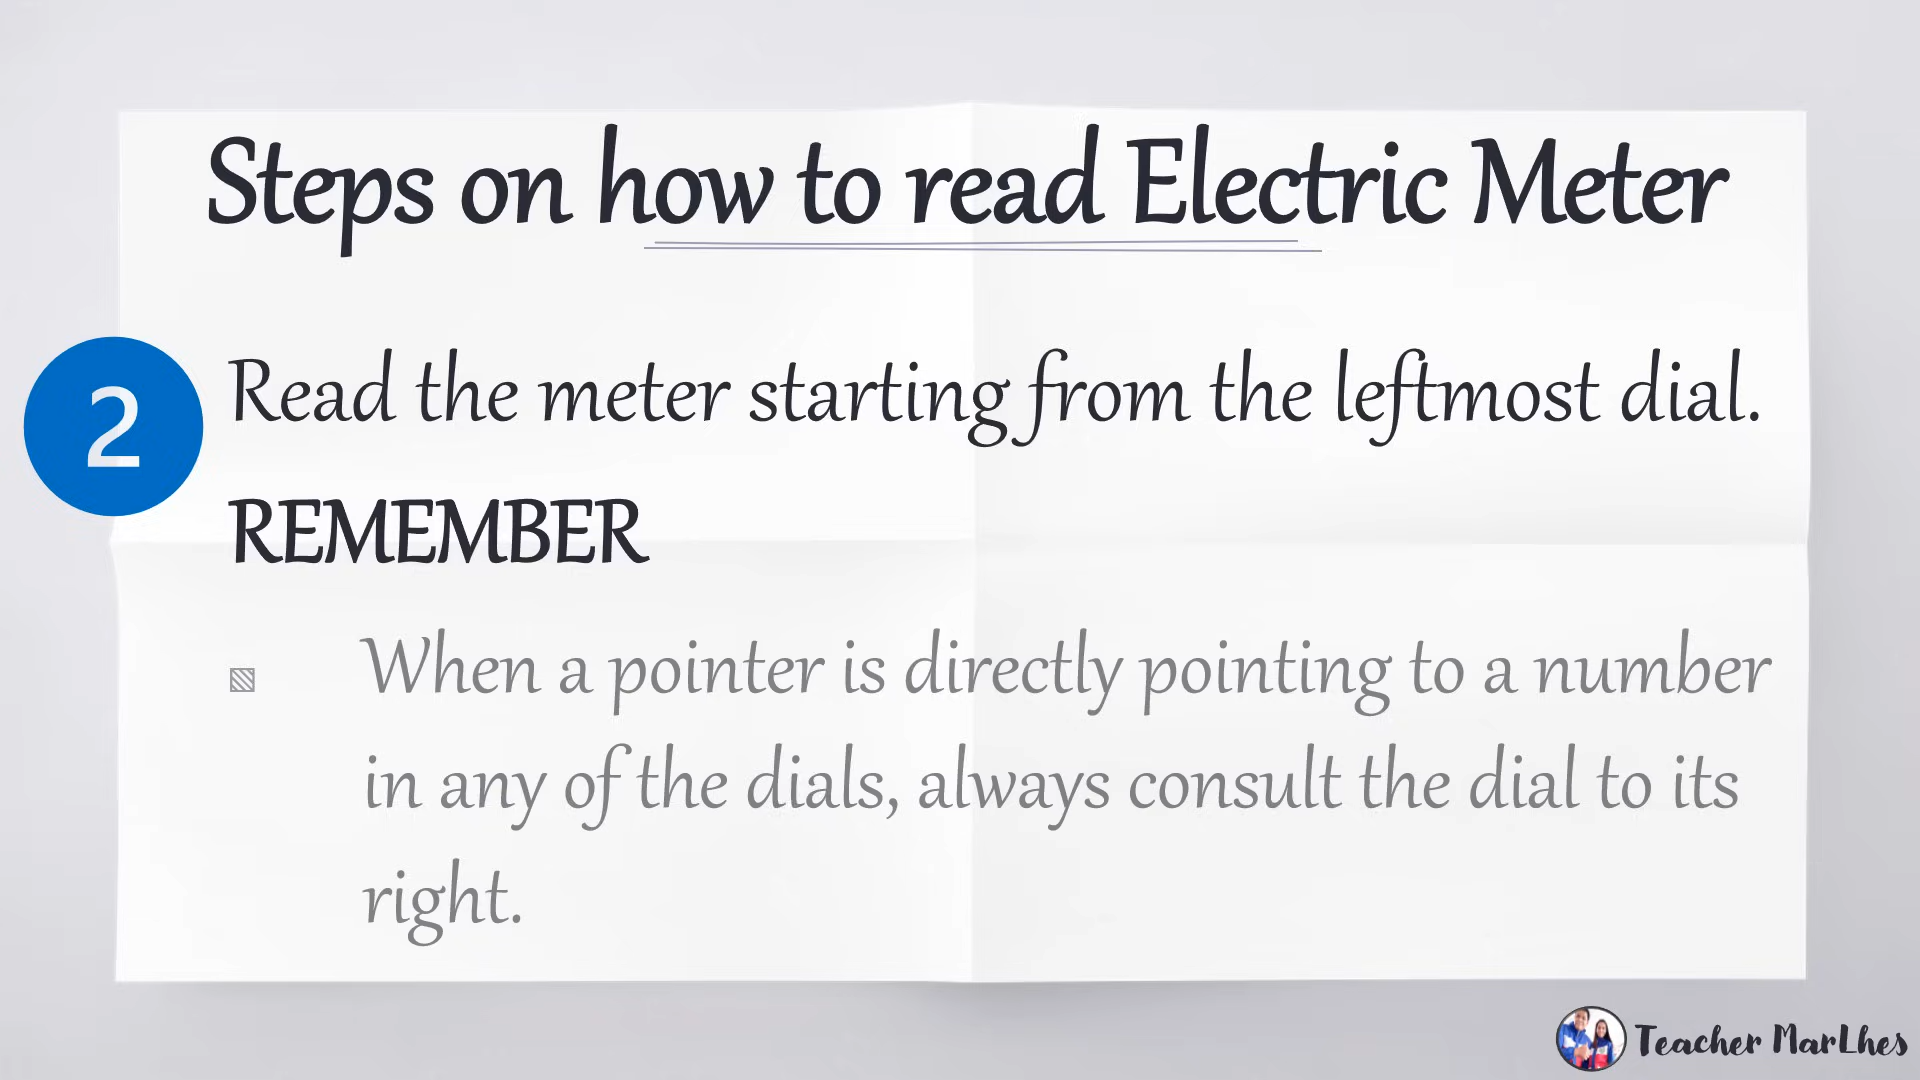 Steps on how to read Electric Meter
2
Read the meter starting from the leftmost dial.
REMEMBER
When a pointer is directly pointing to a number
in any of the dials, always consult the dial to its
right.
Teacher MarLhes